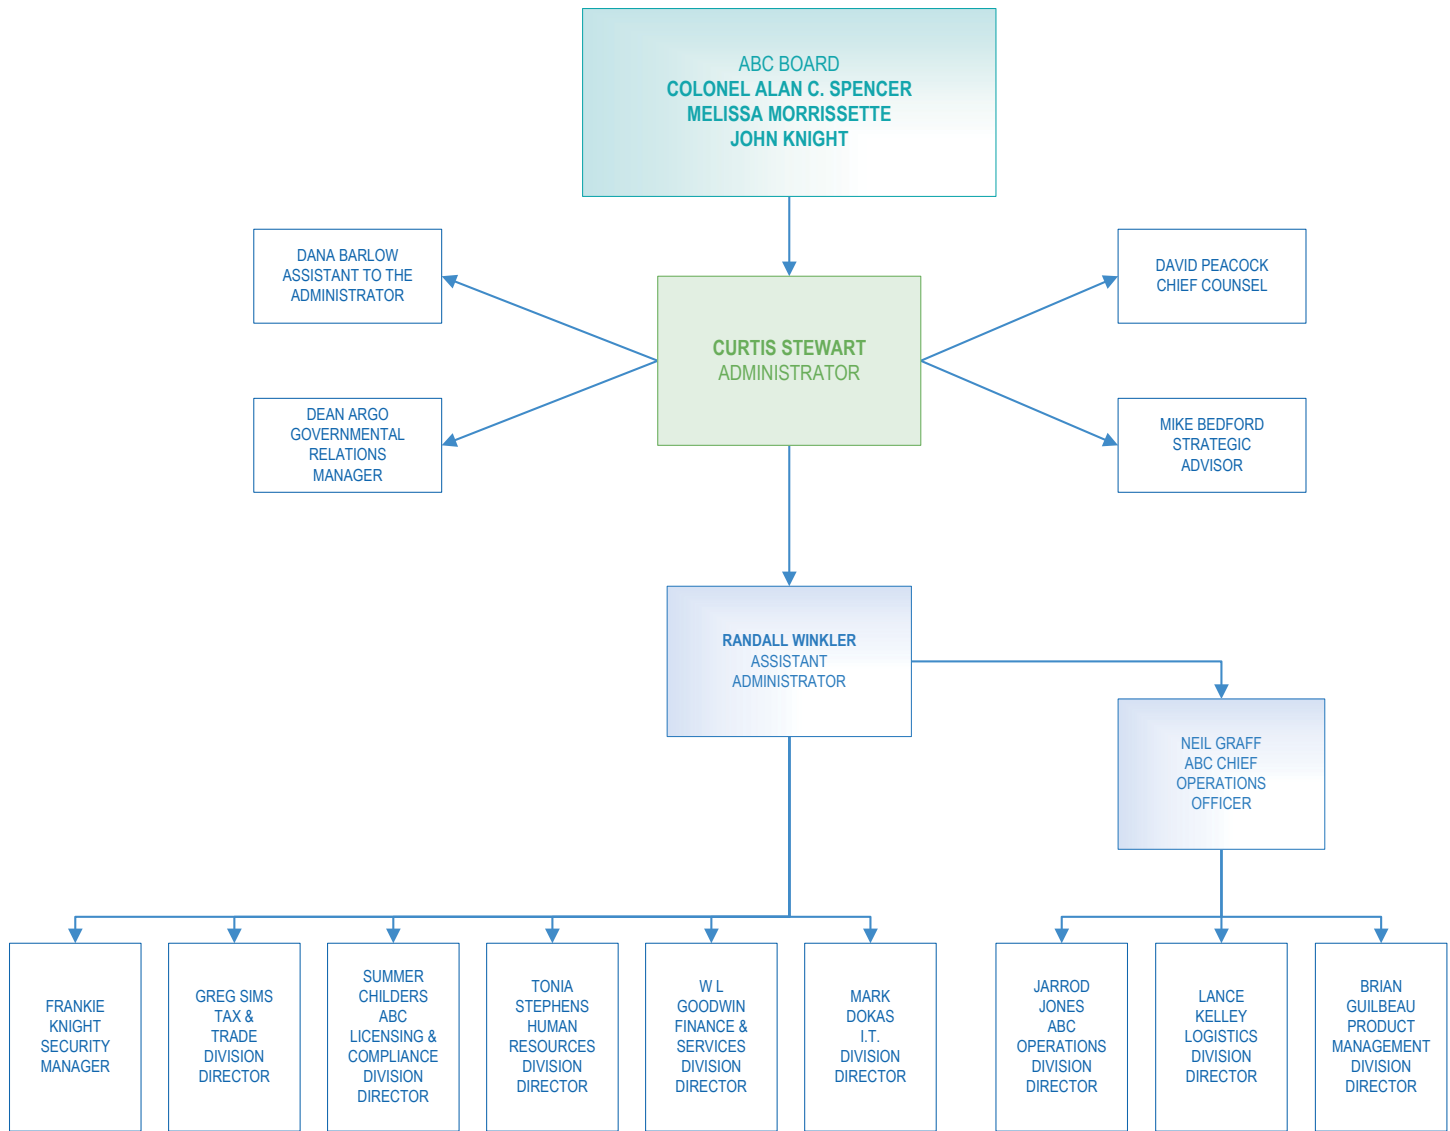 ABC BOARD
COLONEL ALAN C. SPENCER
MELISSA MORRISSETTE
JOHN KNIGHT
DANA BARLOW
ASSISTANT TO THE
ADMINISTRATOR
DAVID PEACOCK
CHIEF COUNSEL
CURTIS STEWART
ADMINISTRATOR
DEAN ARGO
GOVERNMENTAL
RELATIONS
MANAGER
MIKE BEDFORD
STRATEGIC
ADVISOR
RANDALL WINKLER
ASSISTANT
ADMINISTRATOR
NEIL GRAFF
ABC CHIEF
OPERATIONS
OFFICER
FRANKIE
KNIGHT
SECURITY
MANAGER
GREG SIMS
TAX &
TRADE
DIVISION
DIRECTOR
SUMMER
CHILDERS
ABC
LICENSING &
COMPLIANCE
DIVISION
DIRECTOR
TONIA
STEPHENS
HUMAN
RESOURCES
DIVISION
DIRECTOR
W L
GOODWIN
FINANCE &
SERVICES
DIVISION
DIRECTOR
MARK
DOKAS
I.T.
DIVISION
DIRECTOR
JARROD
JONES
ABC
OPERATIONS
DIVISION
DIRECTOR
LANCE
KELLEY
LOGISTICS
DIVISION
DIRECTOR
BRIAN
GUILBEAU
PRODUCT
MANAGEMENT
DIVISION
DIRECTOR